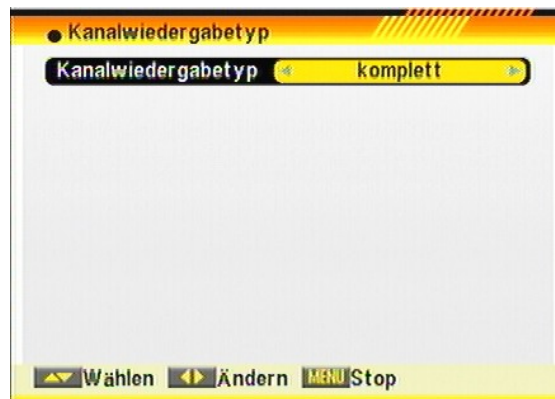 Kanalwiedergabetyp
Kanalwiedergabetyp komplett
Wählen Ändern MENU Stop